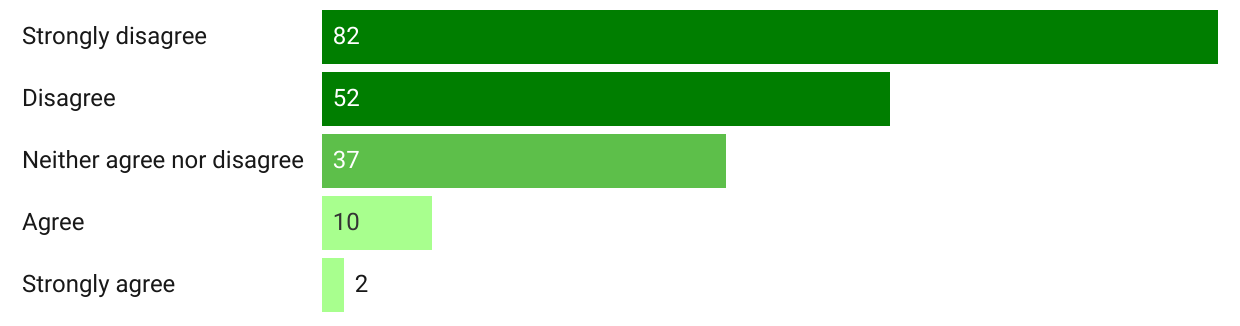 Strongly disagree 82
Disagree 52
Neither agree nor disagree 37
Agree 10
Strongly agree 2